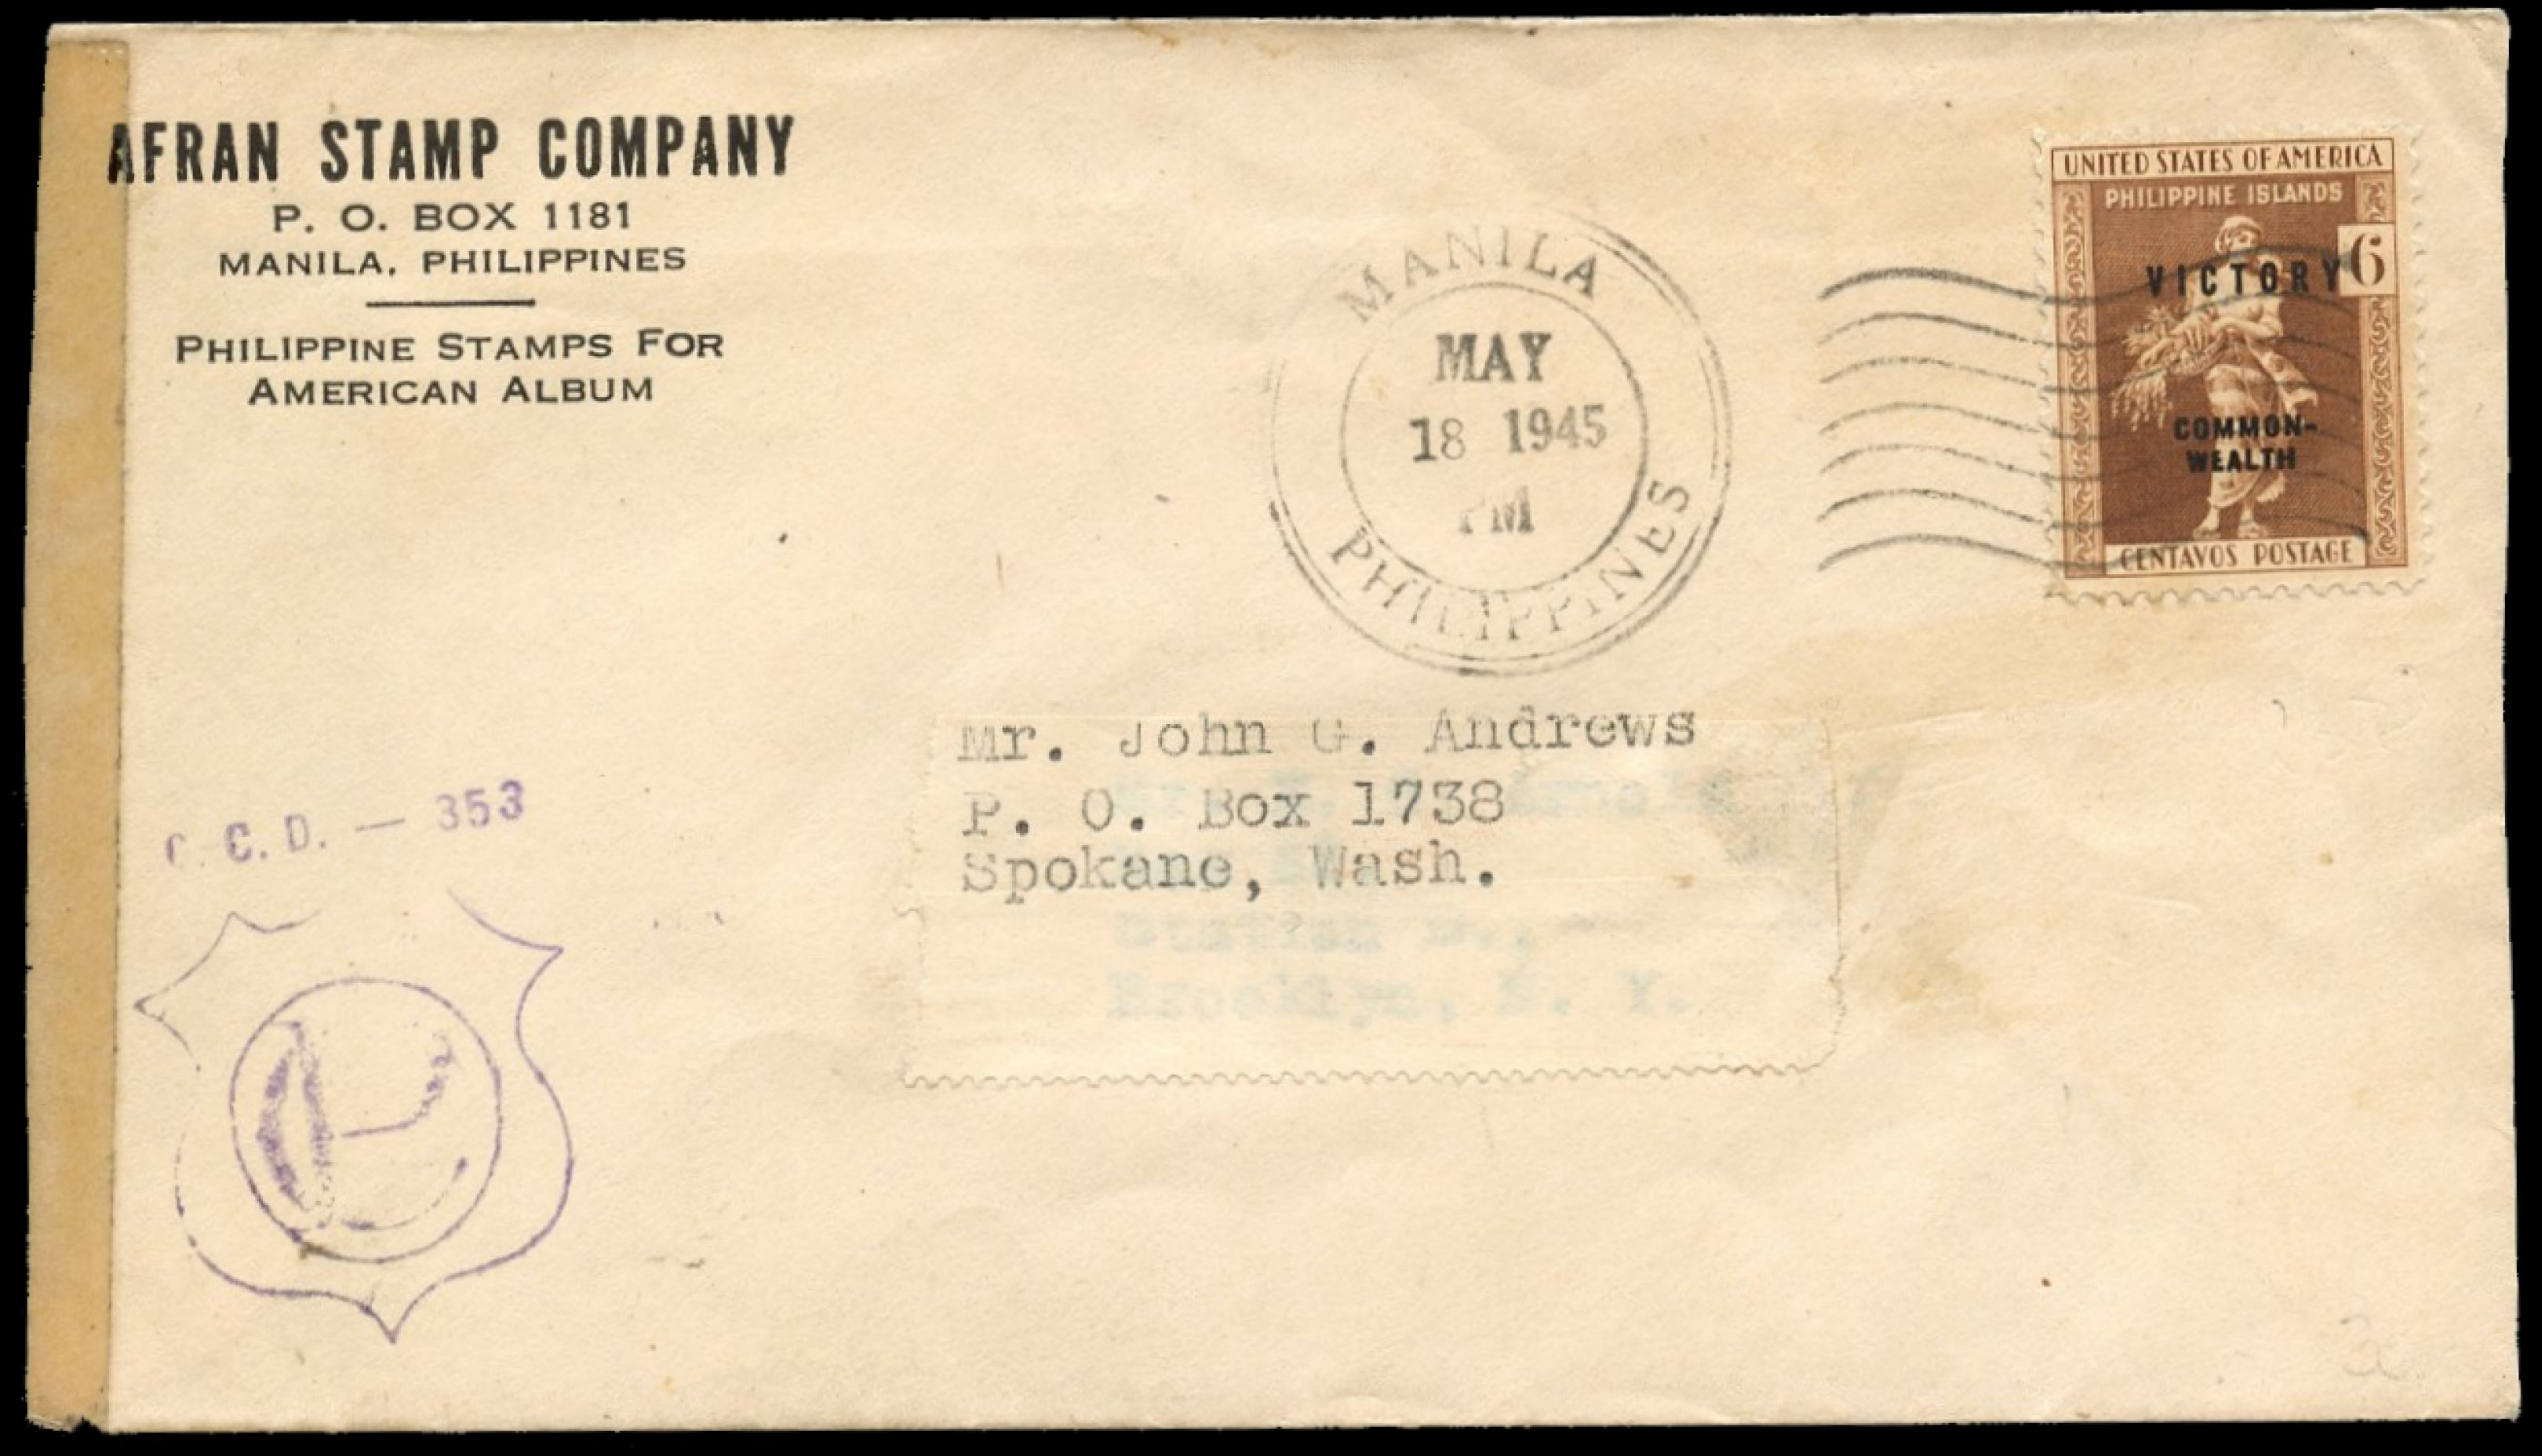 AFRAN STAMP COMPANY
P. O. BOX 1181
MANILA, PHILIPPINES
PHILIPPINE STAMPS FOR
AMERICAN ALBUM
MANILA
MAY
18 1945
PM
PHILIPPINES
UNITED STATES OF AMERICA
PHILIPPINE ISLANDS
6
VICTORY
COMMON-
WEALTH
CENTAVOS POSTAGE
Mr. John G. Andrews
P. O. Box 1738
Spokane, Wash.
Station
Brooklyn, N. Y.
C. D. — 353